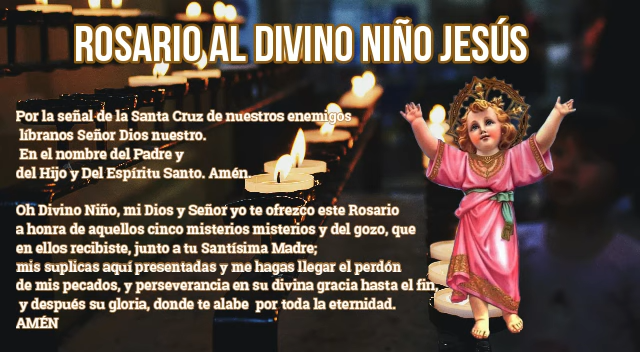 ROSARIO AL DIVINO NIÑO JESÚS
Por la señal de la Santa Cruz de nuestros enemigos
líbranos Señor Dios nuestro.
En el nombre del Padre y
del Hijo y Del Espíritu Santo. Amén.
Oh Divino Niño, mi Dios y Señor yo te ofrezco este Rosario
a honra de aquellos cinco misterios misterios y del gozo, que
en ellos recibiste, junto a tu Santísima Madre;
mis suplicas aquí presentadas y me hagas llegar el perdón
de mis pecados, y perseverancia en su divina gracia hasta el fin,
y después su gloria, donde te alabe por toda la eternidad.
AMÉN